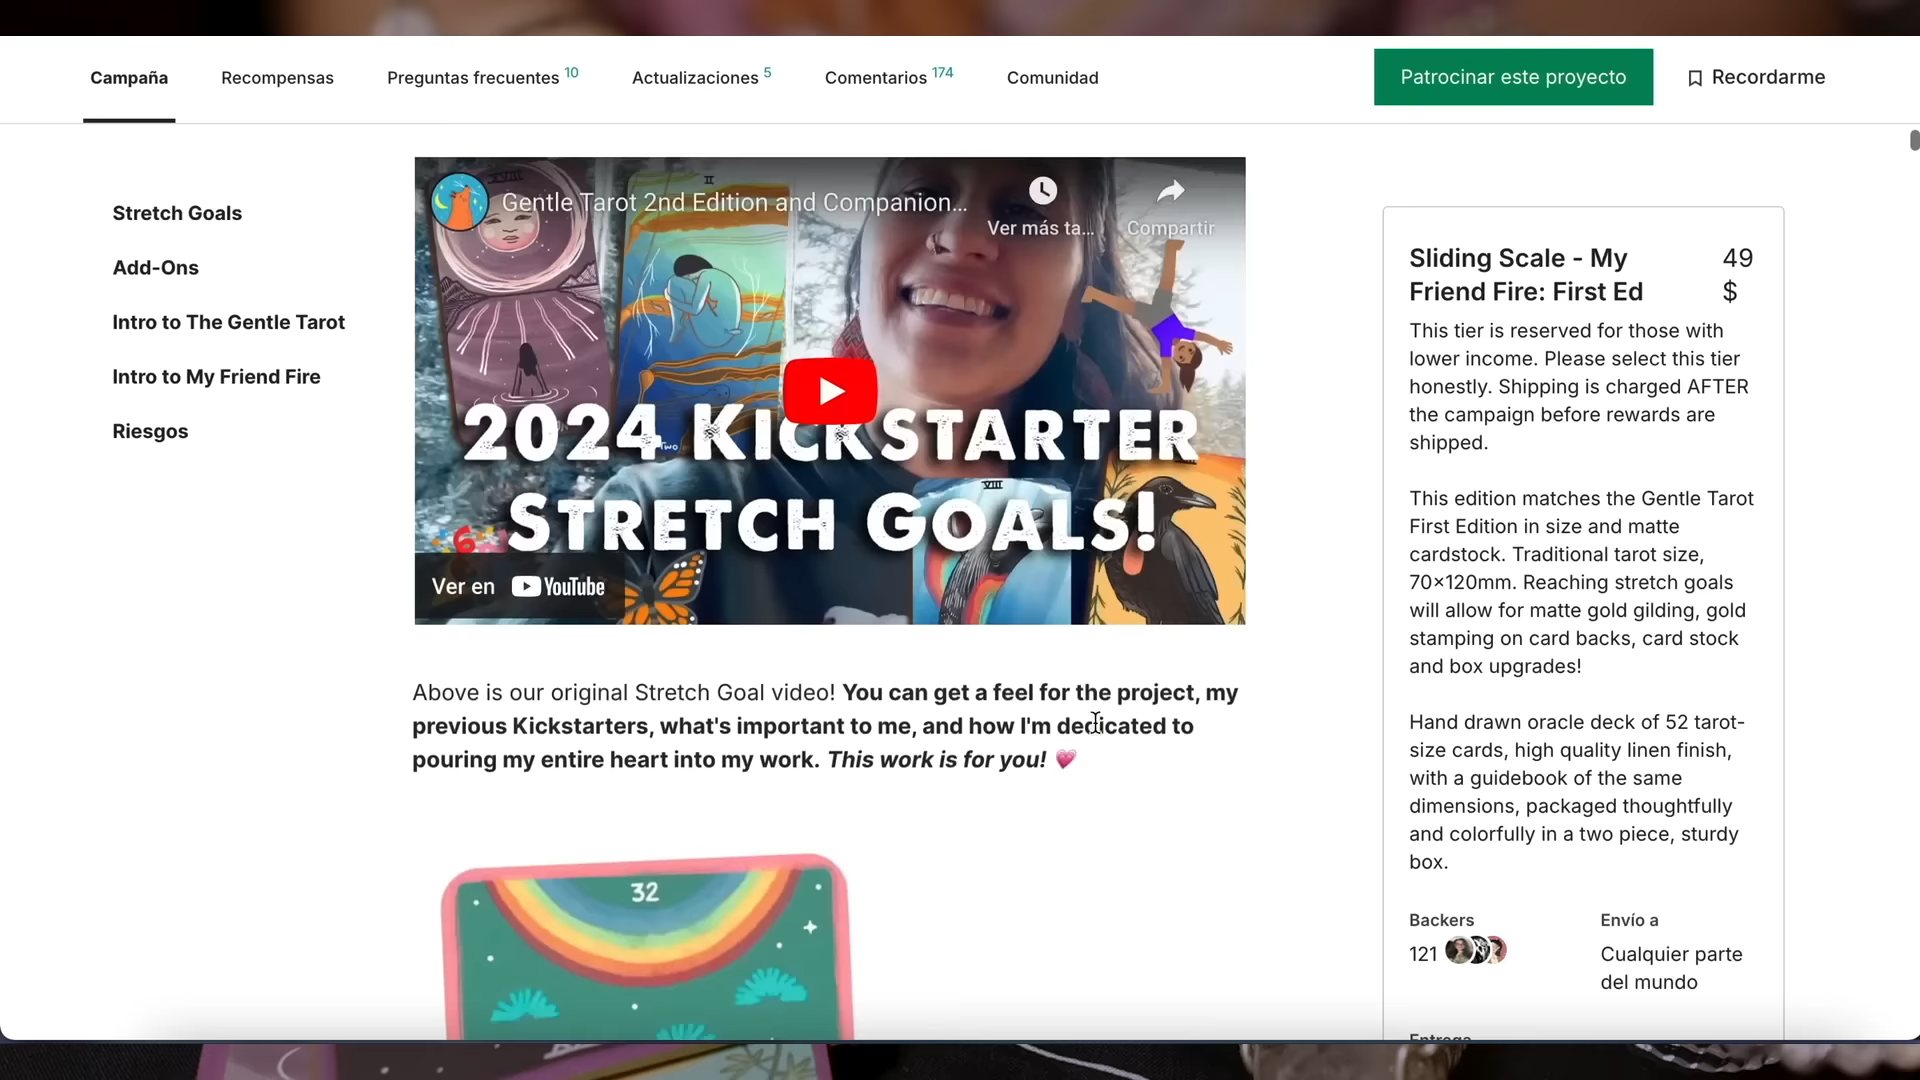 Campaña
Recompensas
Preguntas frecuentes 10
Actualizaciones 5
Comentarios 174
Comunidad
Patrocinar este proyecto
Recordarme
Stretch Goals
Add-Ons
Intro to The Gentle Tarot
Intro to My Friend Fire
Riesgos
XVIII
II
Gentle Tarot 2nd Edition and Companion...
Ver más ta...
Compartir
Two
2024 KICKSTARTER
VIII
STRETCH GOALS!
6
Ver en YouTube
Above is our original Stretch Goal video! You can get a feel for the project, my
previous Kickstarters, what's important to me, and how I'm dedicated to
pouring my entire heart into my work. This work is for you! 💗
32
Sliding Scale - My
Friend Fire: First Ed
49
$
This tier is reserved for those with
lower income. Please select this tier
honestly. Shipping is charged AFTER
the campaign before rewards are
shipped.
This edition matches the Gentle Tarot
First Edition in size and matte
cardstock. Traditional tarot size,
70×120mm. Reaching stretch goals
will allow for matte gold gilding, gold
stamping on card backs, card stock
and box upgrades!
Hand drawn oracle deck of 52 tarot-
size cards, high quality linen finish,
with a guidebook of the same
dimensions, packaged thoughtfully
and colorfully in a two piece, sturdy
box.
Backers
121
Envío a
Cualquier parte
del mundo
Entrega